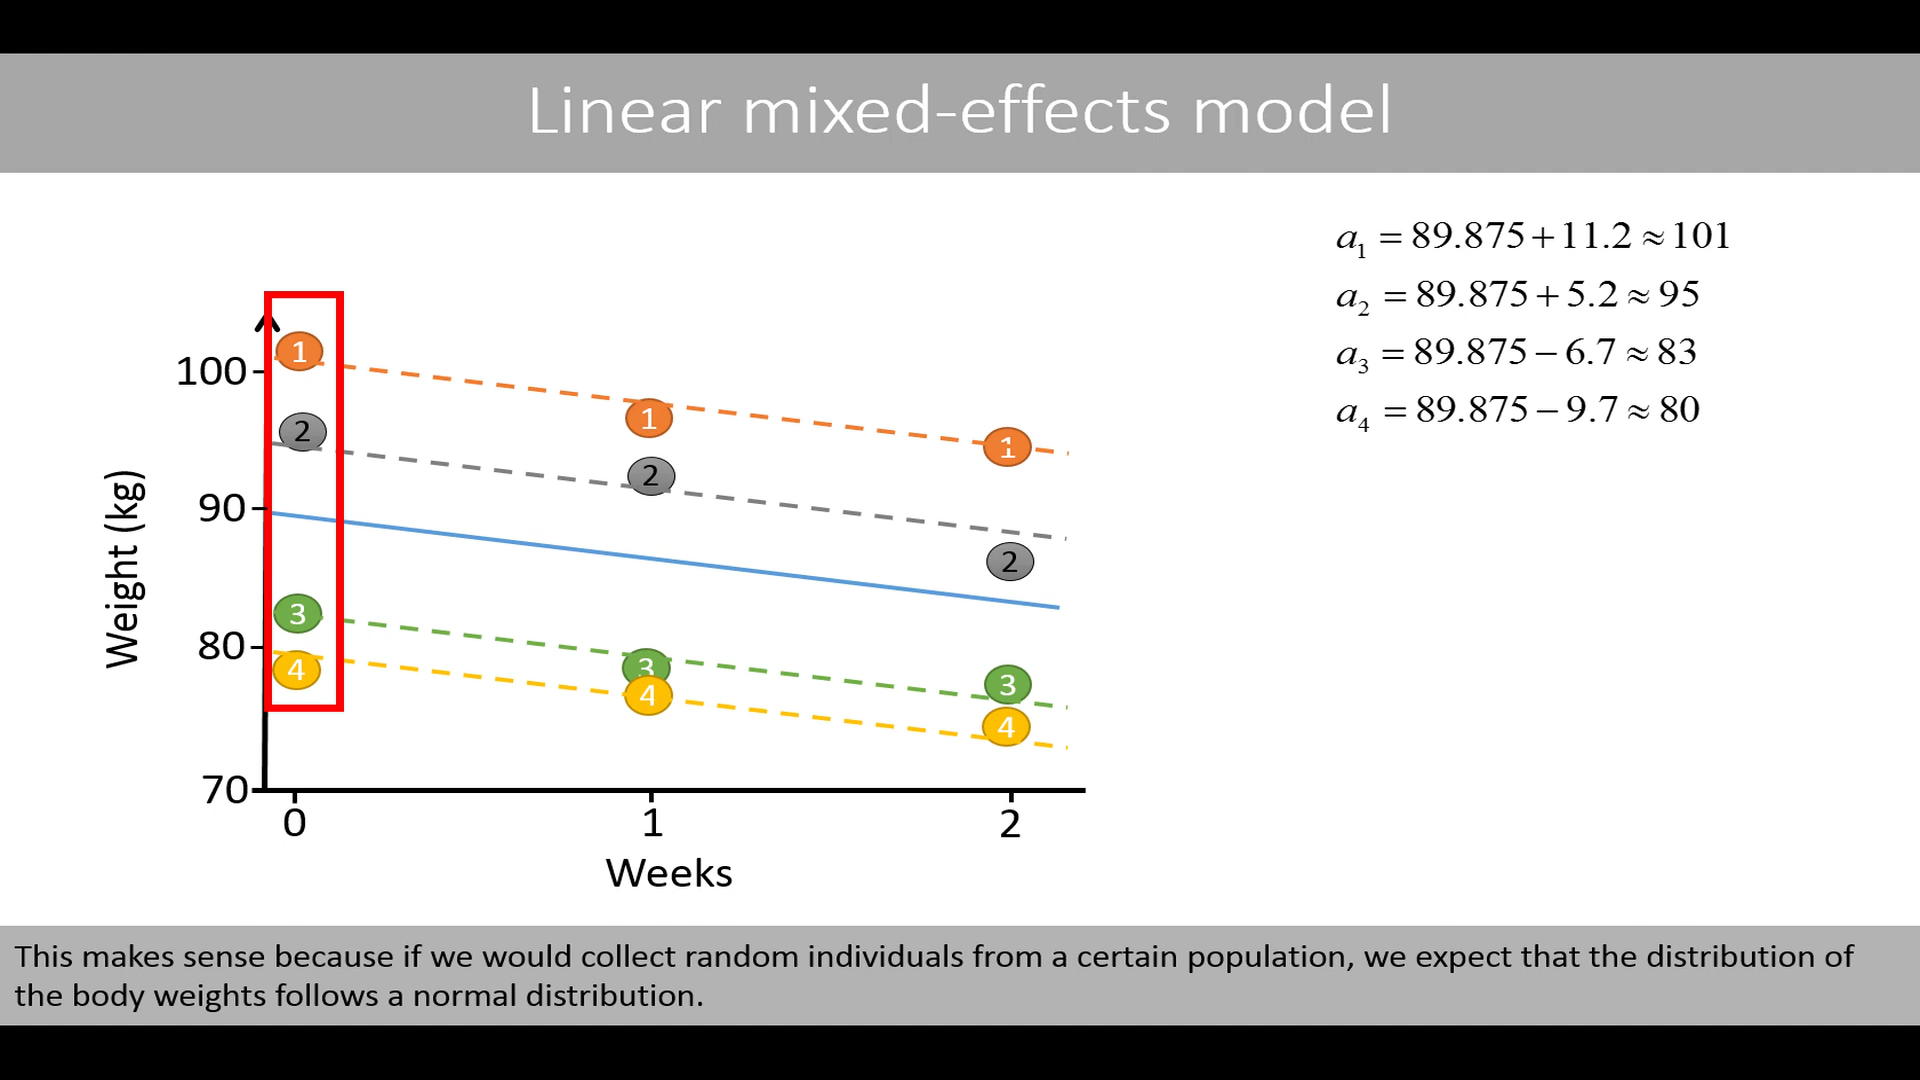 Linear mixed-effects model
a₁ = 89.875 + 11.2 ≈ 101
a₂ = 89.875 + 5.2 ≈ 95
a₃ = 89.875 − 6.7 ≈ 83
a₄ = 89.875 − 9.7 ≈ 80
Weight (kg)
100
90
80
70
1
1
1
2
2
2
3
3
3
4
4
4
0 1 2
Weeks
This makes sense because if we would collect random individuals from a certain population, we expect that the distribution of
the body weights follows a normal distribution.